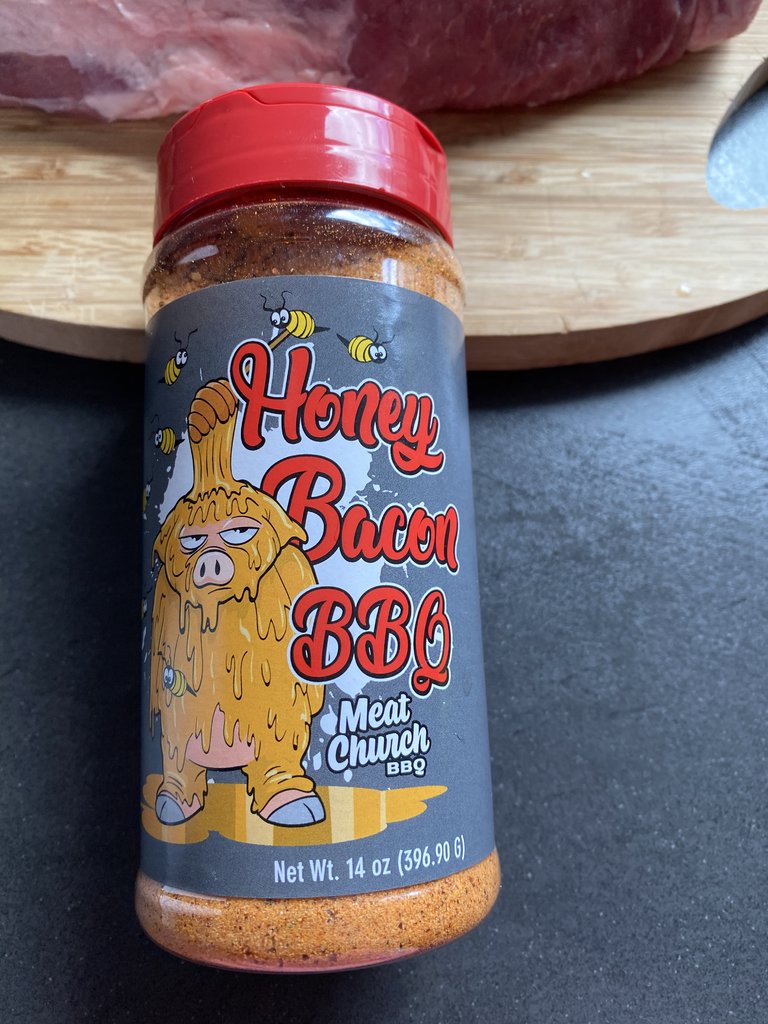 Honey
Bacon
BBQ
Meat
Church
BBQ
Net Wt. 14 oz (396.90 G)